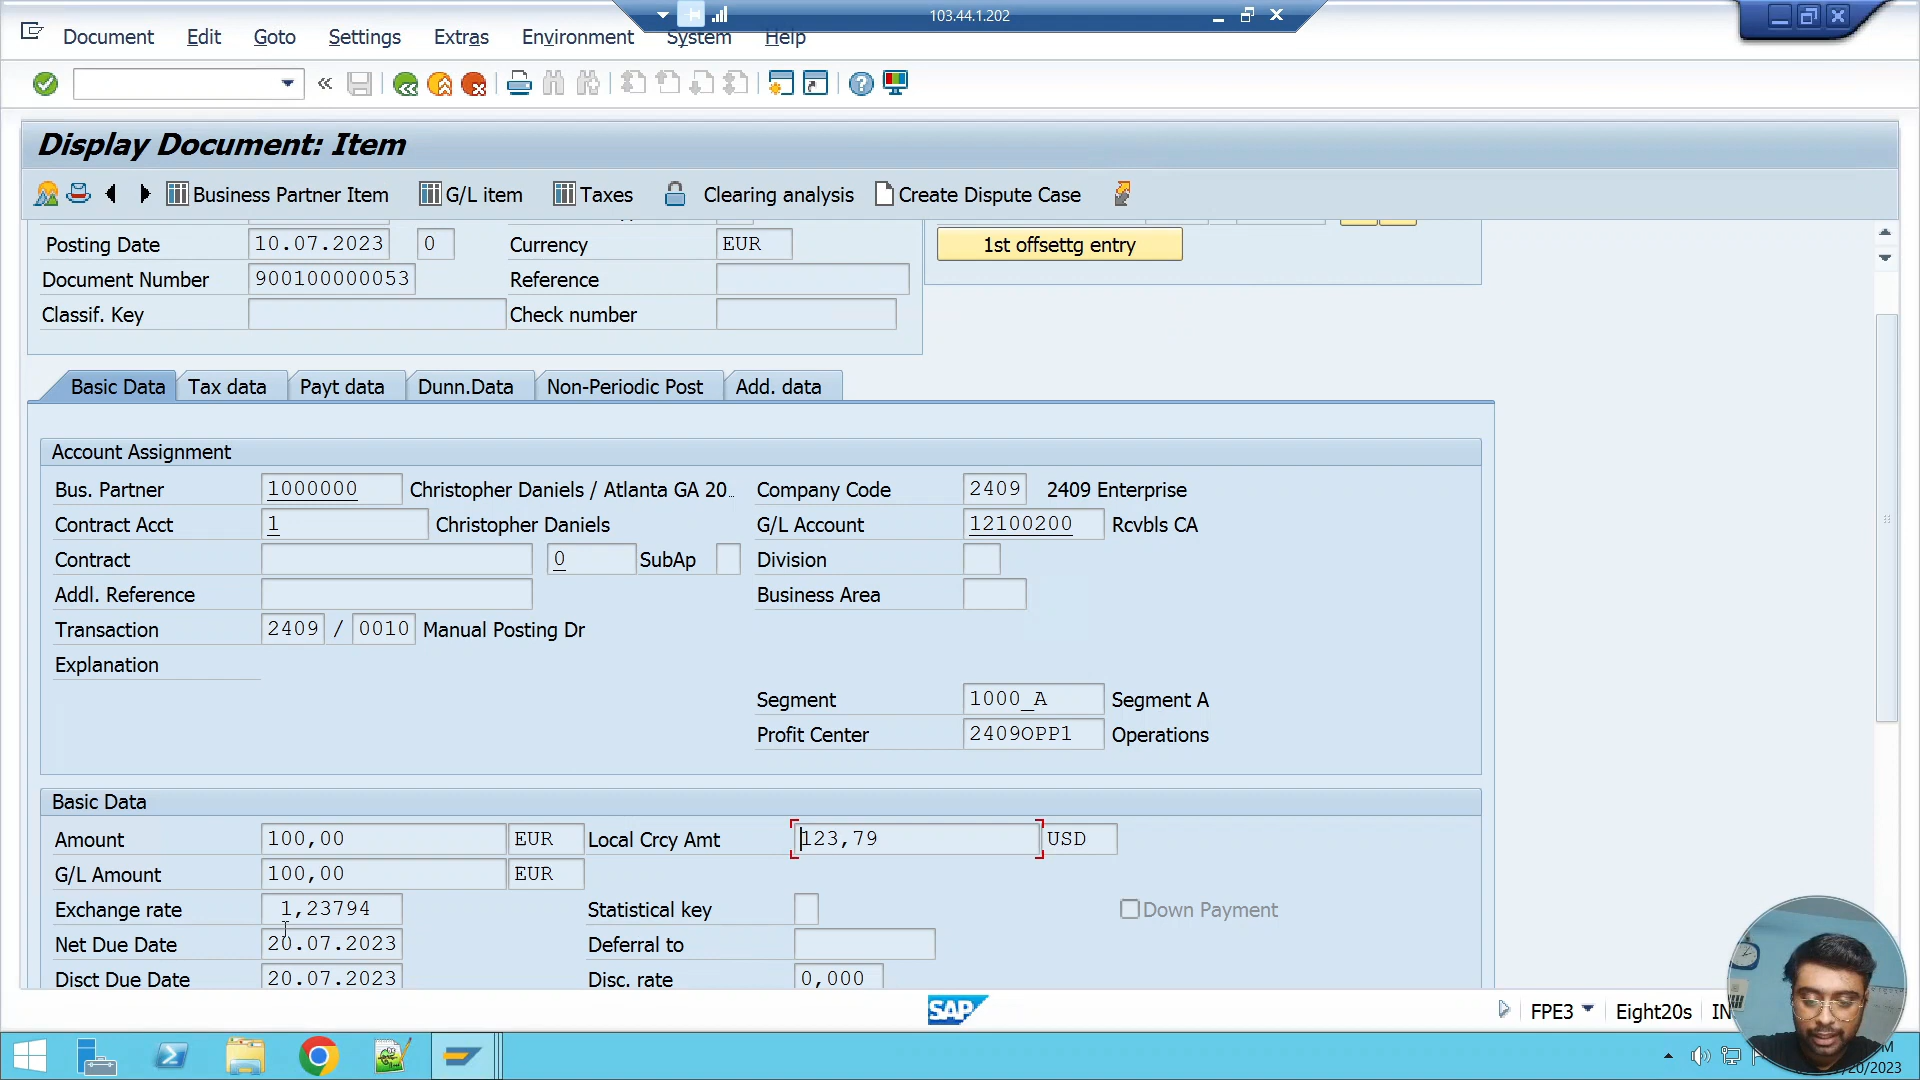 103.44.1.202
Document Edit Goto Settings Extras Environment System Help
Display Document: Item
Business Partner Item G/L item Taxes Clearing analysis Create Dispute Case
Posting Date 10.07.2023 0 Currency EUR 1st offsettg entry
Document Number 900100000053 Reference
Classif. Key Check number
Basic Data Tax data Payt data Dunn.Data Non-Periodic Post Add. data
Account Assignment
Bus. Partner 1000000 Christopher Daniels / Atlanta GA 20.. Company Code 2409 2409 Enterprise
Contract Acct 1 Christopher Daniels G/L Account 12100200 Rcvbls CA
Contract 0 SubAp Division
Addl. Reference Business Area
Transaction 2409 / 0010 Manual Posting Dr
Explanation
Segment 1000_A Segment A
Profit Center 2409OPP1 Operations
Basic Data
Amount 100,00 EUR Local Crcy Amt 123,79 USD
G/L Amount 100,00 EUR
Exchange rate 1,23794 Statistical key Down Payment
Net Due Date 20.07.2023 Deferral to
Disct Due Date 20.07.2023 Disc. rate 0,000
SAP FPE3 Eight20s IN
/20/2023